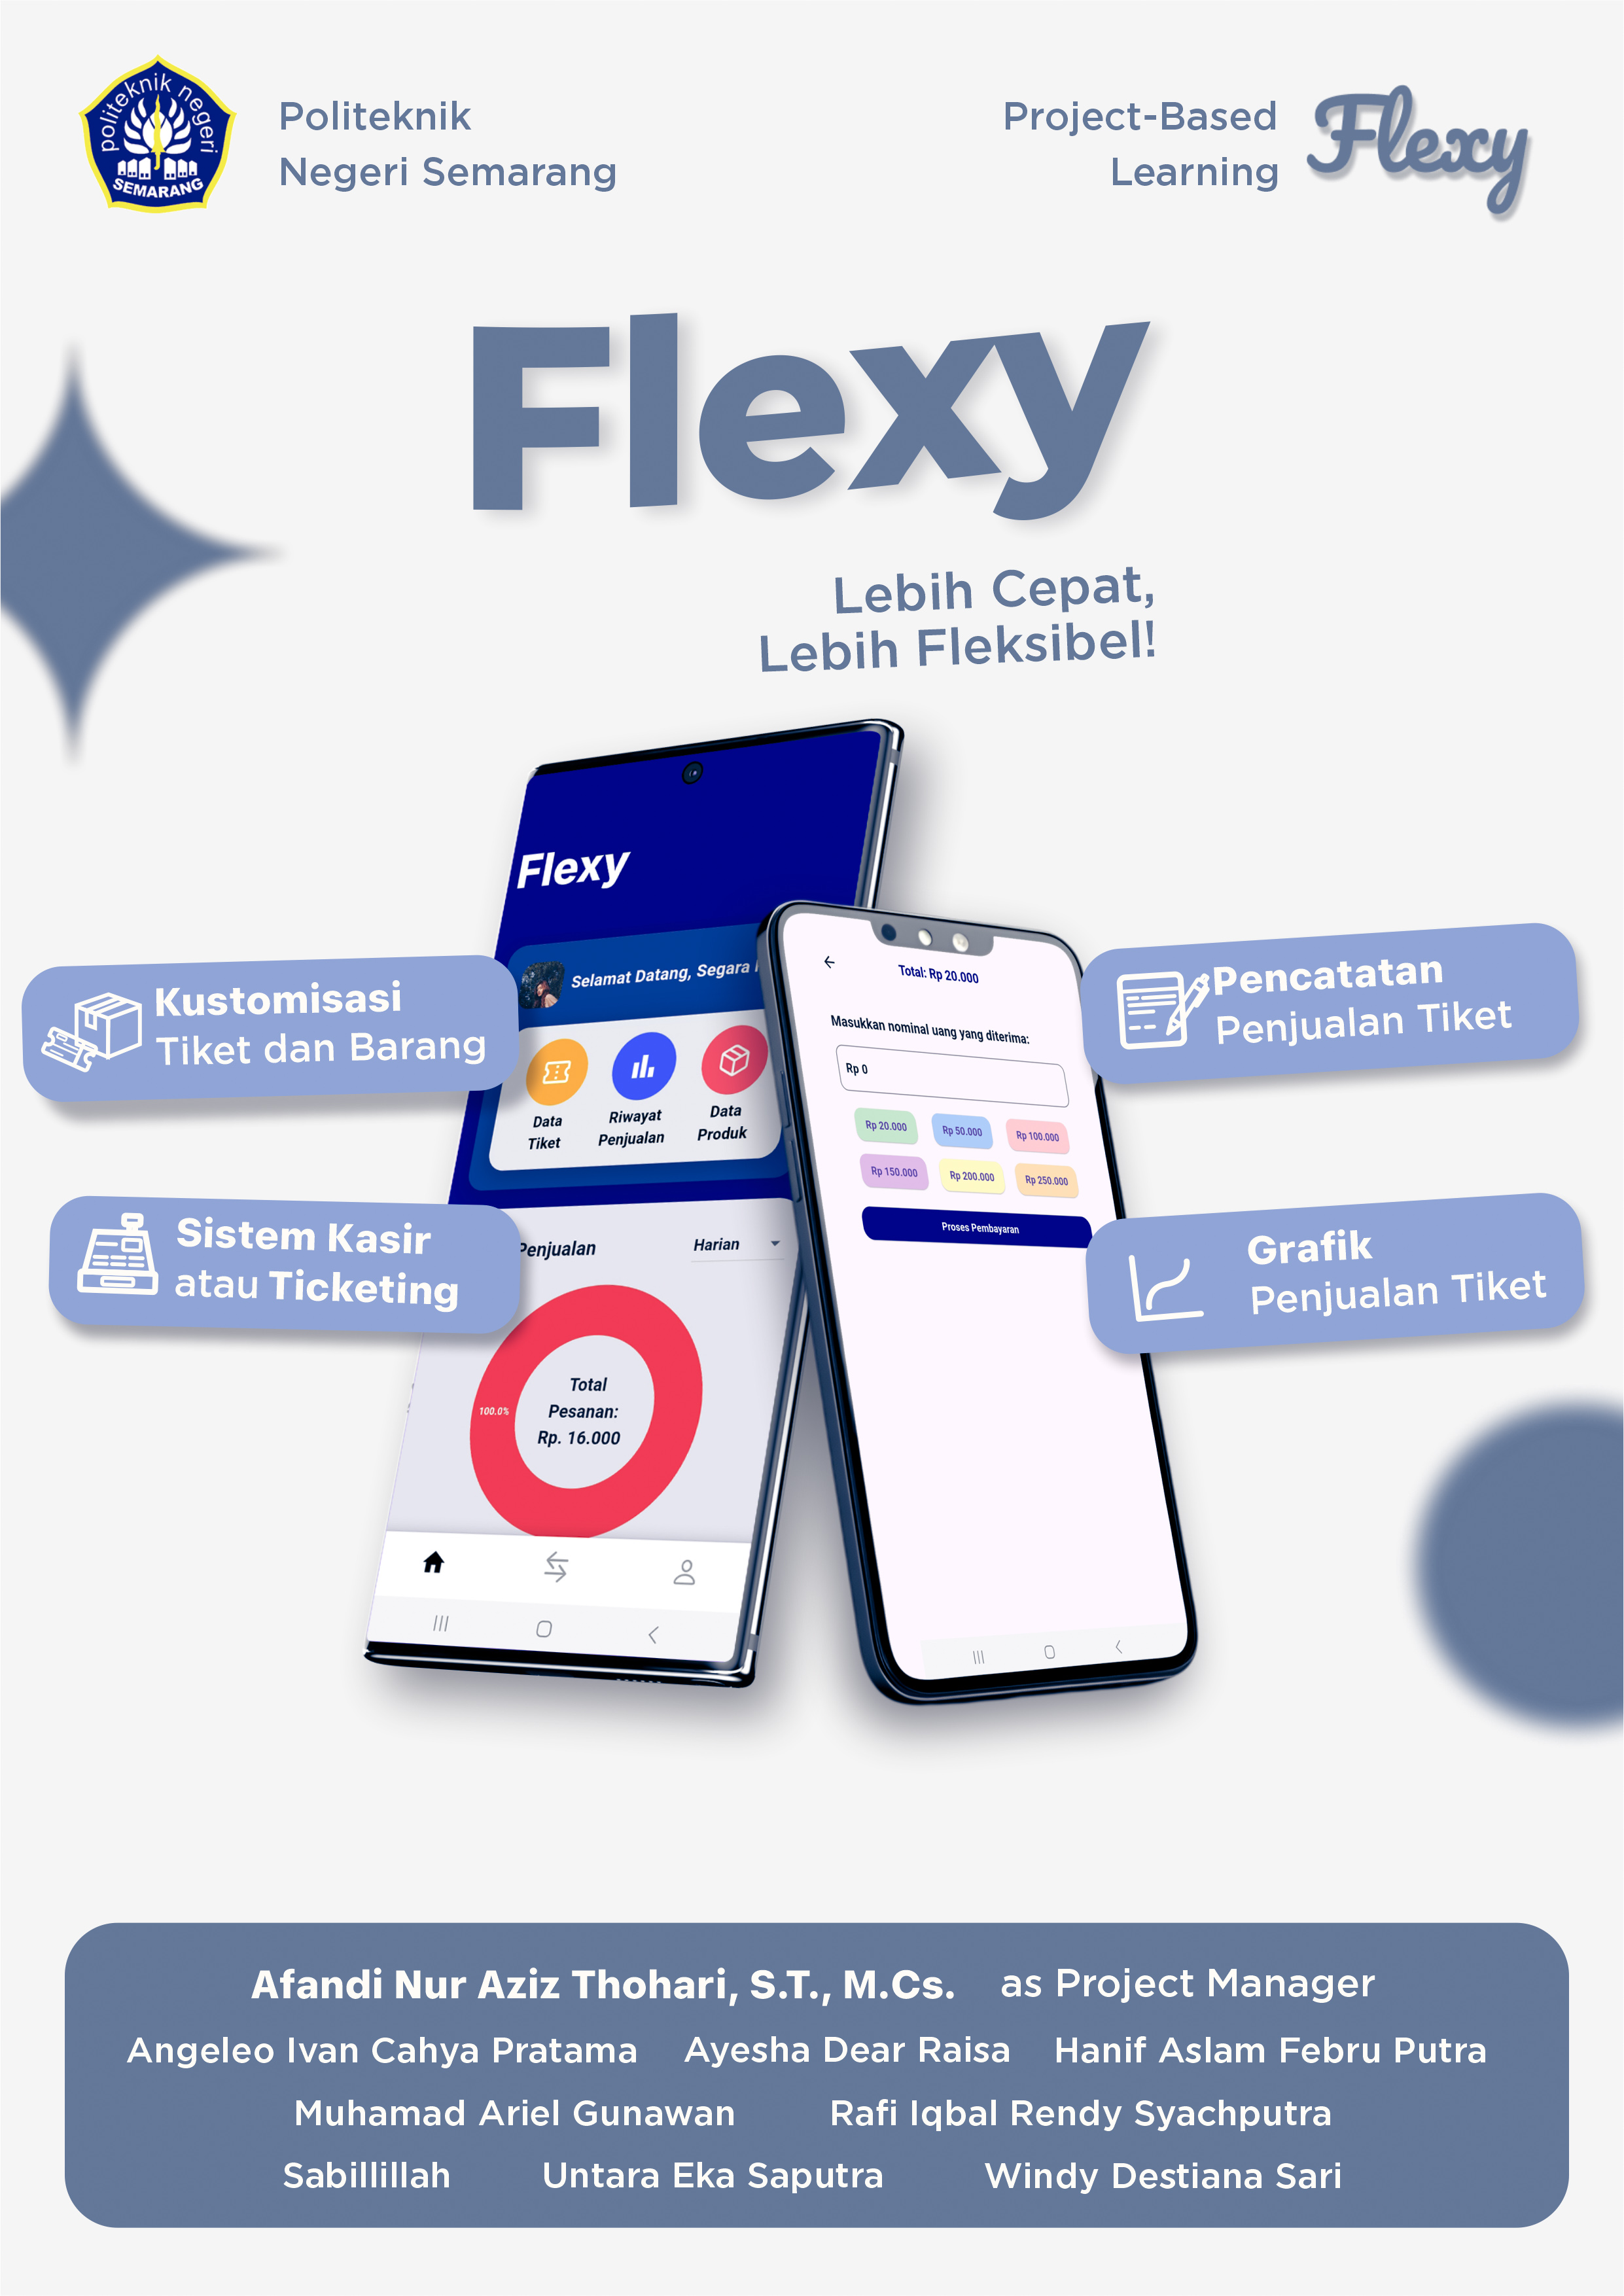 politeknik negeri
SEMARANG
Politeknik
Negeri Semarang
Project-Based
Learning
Flexy
Flexy
Lebih Cepat,
Lebih Fleksibel!
Flexy
Selamat Datang, Segara
Data
Tiket
Riwayat
Penjualan
Data
Produk
Penjualan
Harian
100.0%
Total
Pesanan:
Rp. 16.000
Total: Rp 20.000
Masukkan nominal uang yang diterima:
Rp 0
Rp 20.000
Rp 50.000
Rp 100.000
Rp 150.000
Rp 200.000
Rp 250.000
Proses Pembayaran
Kustomisasi
Tiket dan Barang
Sistem Kasir
atau Ticketing
Pencatatan
Penjualan Tiket
Grafik
Penjualan Tiket
Afandi Nur Aziz Thohari, S.T., M.Cs. as Project Manager
Angeleo Ivan Cahya Pratama Ayesha Dear Raisa Hanif Aslam Febru Putra
Muhamad Ariel Gunawan Rafi Iqbal Rendy Syachputra
Sabillillah Untara Eka Saputra Windy Destiana Sari